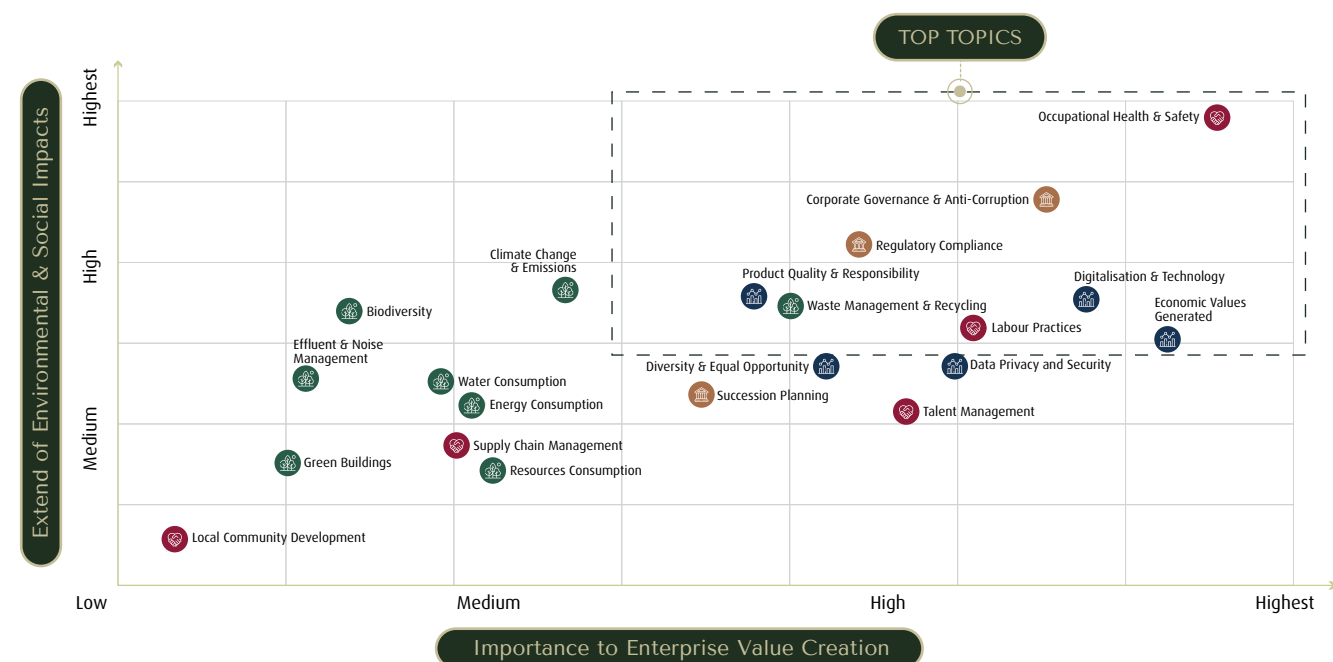 TOP TOPICS
Extend of Environmental & Social Impacts
Highest
High
Medium
Occupational Health & Safety
Corporate Governance & Anti-Corruption
Regulatory Compliance
Climate Change
& Emissions
Product Quality & Responsibility
Digitalisation & Technology
Waste Management & Recycling
Economic Values
Generated
Biodiversity
Labour Practices
Effluent & Noise
Management
Diversity & Equal Opportunity
Data Privacy and Security
Water Consumption
Succession Planning
Energy Consumption
Talent Management
Supply Chain Management
Green Buildings
Resources Consumption
Local Community Development
Low
Medium
High
Highest
Importance to Enterprise Value Creation